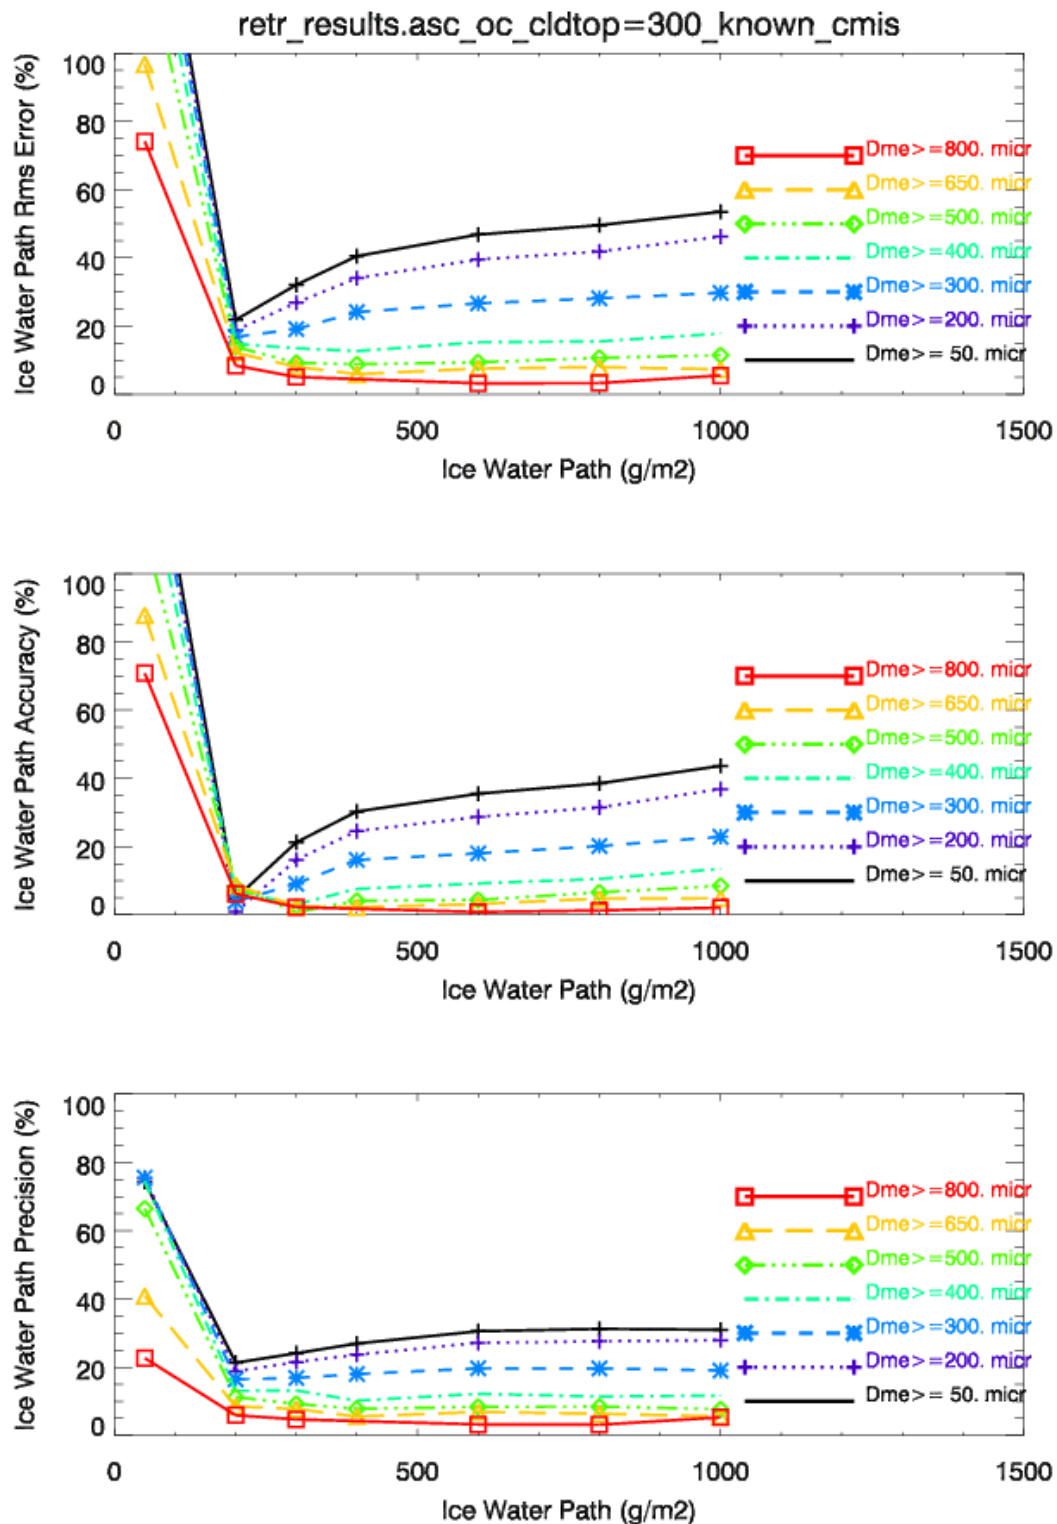 retr_results.asc_oc_cldtop=300_known_cmis
Ice Water Path Rms Error (%)
100
80
60
40
20
0
Dme>=800. micr
Dme>=650. micr
Dme>=500. micr
Dme>=400. micr
Dme>=300. micr
Dme>=200. micr
Dme>= 50. micr
0 500 1000 1500
Ice Water Path (g/m2)
Ice Water Path Accuracy (%)
100
80
60
40
20
0
Dme>=800. micr
Dme>=650. micr
Dme>=500. micr
Dme>=400. micr
Dme>=300. micr
Dme>=200. micr
Dme>= 50. micr
0 500 1000 1500
Ice Water Path (g/m2)
Ice Water Path Precision (%)
100
80
60
40
20
0
Dme>=800. micr
Dme>=650. micr
Dme>=500. micr
Dme>=400. micr
Dme>=300. micr
Dme>=200. micr
Dme>= 50. micr
0 500 1000 1500
Ice Water Path (g/m2)